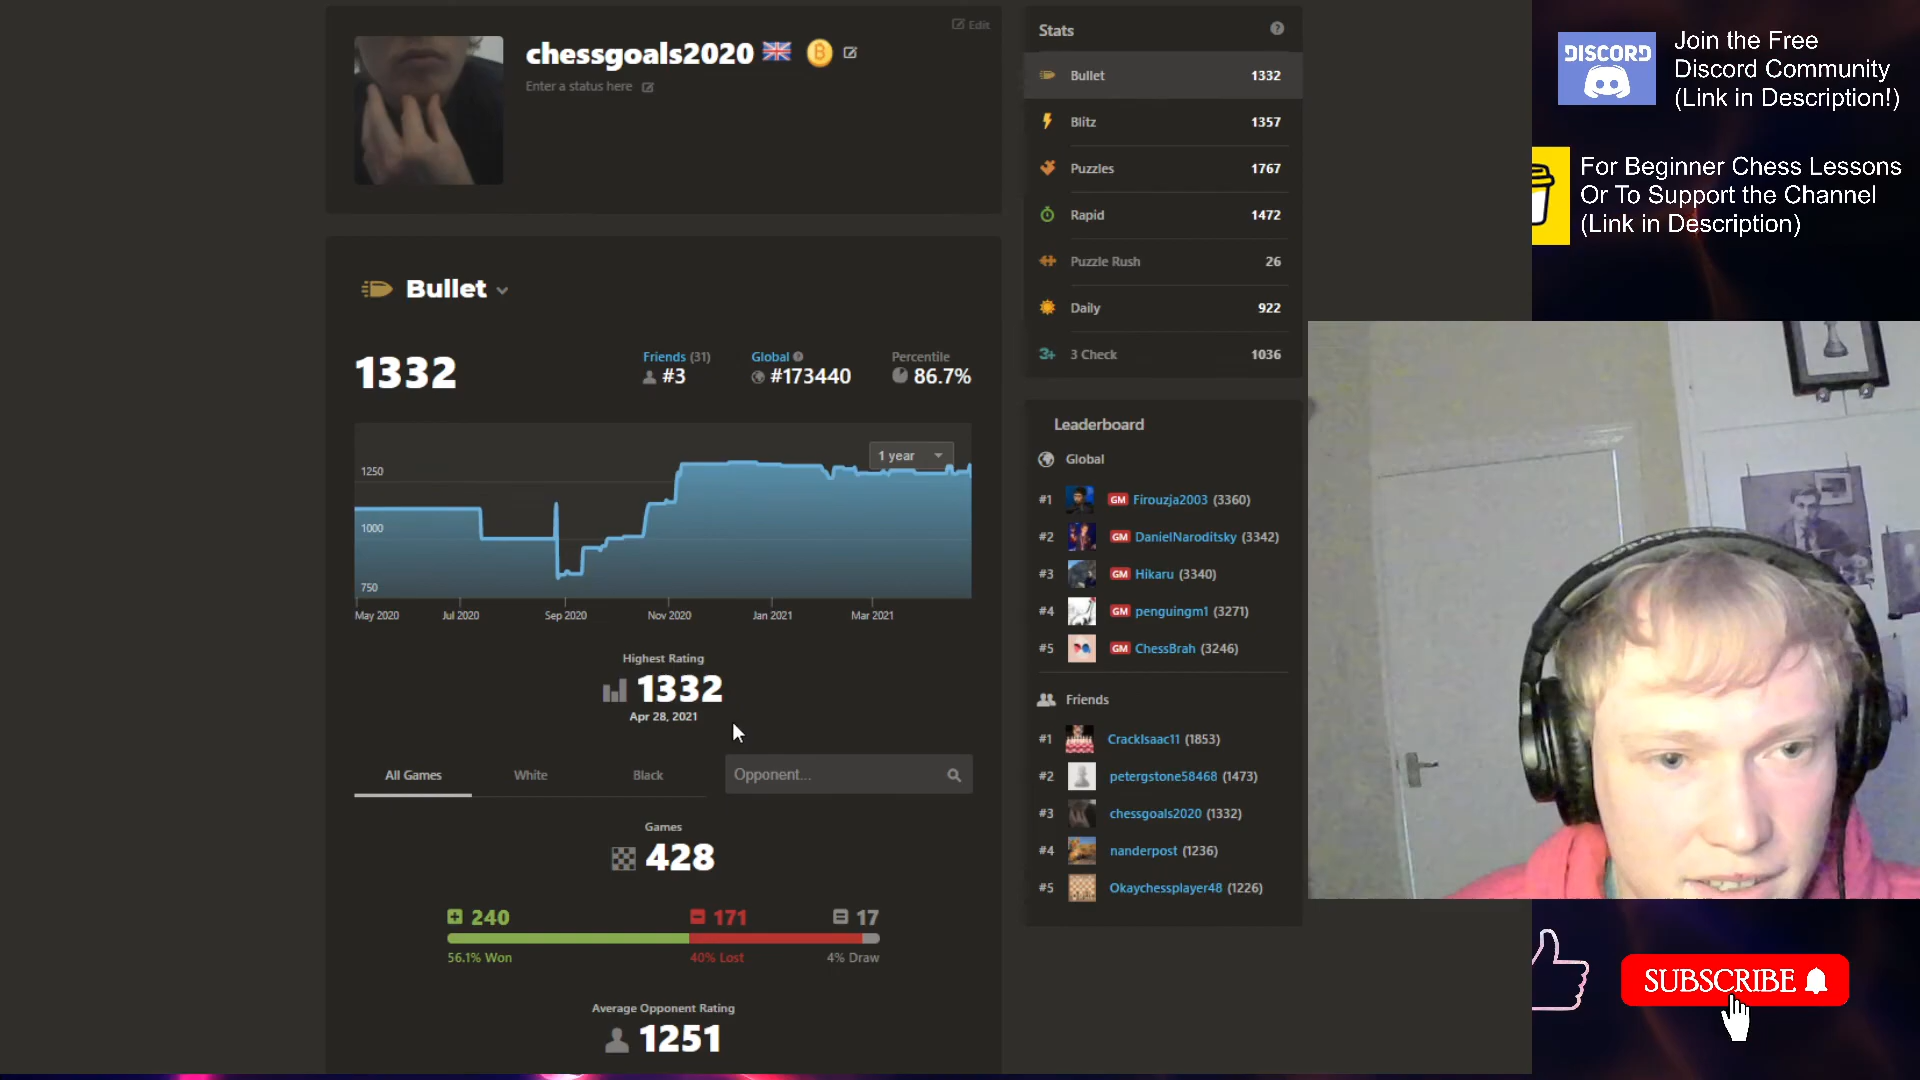 Edit
chessgoals2020
Enter a status here
Bullet
1332
Friends (31)
#3
Global
#173440
Percentile
86.7%
1 year
1250
1000
750
May 2020
Jul 2020
Sep 2020
Nov 2020
Jan 2021
Mar 2021
Highest Rating
1332
Apr 28, 2021
All Games
White
Black
Opponent...
Games
428
240
171
17
56.1% Won
40% Lost
4% Draw
Average Opponent Rating
1251
Stats
Bullet 1332
Blitz 1357
Puzzles 1767
Rapid 1472
Puzzle Rush 26
Daily 922
3+ 3 Check 1036
Leaderboard
Global
#1 GM Firouzja2003 (3360)
#2 GM DanielNaroditsky (3342)
#3 GM Hikaru (3340)
#4 GM penguingm1 (3271)
#5 GM ChessBrah (3246)
Friends
#1 CrackIsaac11 (1853)
#2 petergstone58468 (1473)
#3 chessgoals2020 (1332)
#4 nanderpost (1236)
#5 Okaychessplayer48 (1226)
DISCORD
Join the Free
Discord Community
(Link in Description!)
For Beginner Chess Lessons
Or To Support the Channel
(Link in Description)
SUBSCRIBE